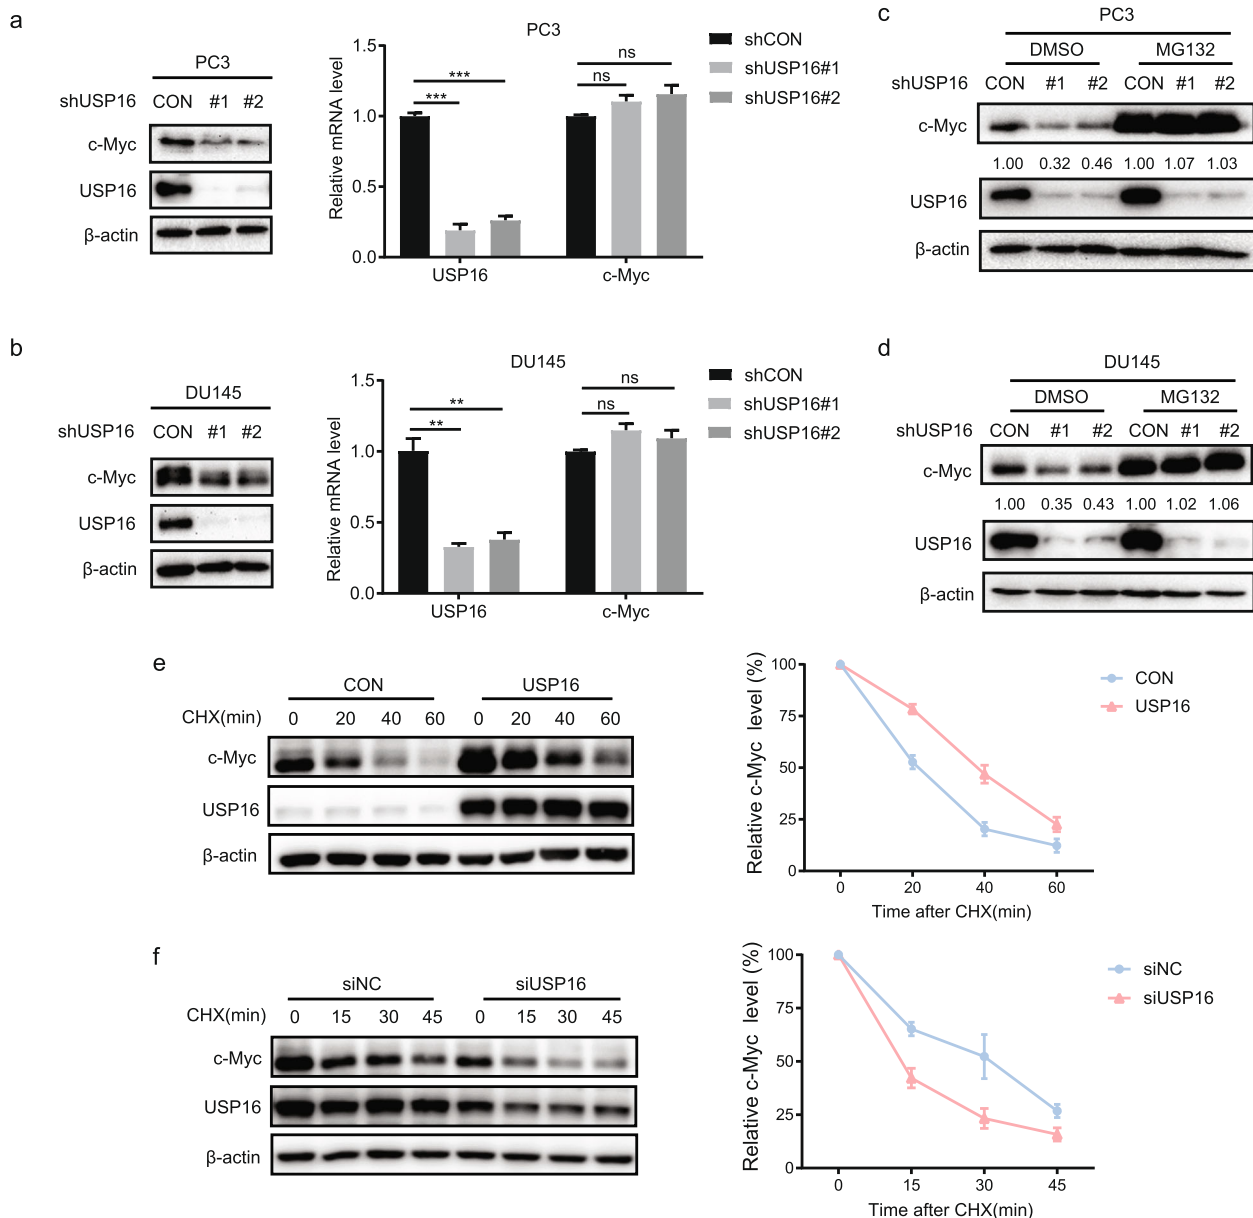 a
PC3
shUSP16 CON #1 #2
c-Myc
USP16
β-actin
PC3
Relative mRNA level
1.5
1.0
0.5
0.0
*** ***
ns ns
USP16 c-Myc
shCON
shUSP16#1
shUSP16#2
c
PC3
DMSO MG132
shUSP16 CON #1 #2 CON #1 #2
c-Myc
1.00 0.32 0.46 1.00 1.07 1.03
USP16
β-actin
b
DU145
shUSP16 CON #1 #2
c-Myc
USP16
β-actin
DU145
Relative mRNA level
1.5
1.0
0.5
0.0
** **
ns ns
USP16 c-Myc
shCON
shUSP16#1
shUSP16#2
d
DU145
DMSO MG132
shUSP16 CON #1 #2 CON #1 #2
c-Myc
1.00 0.35 0.43 1.00 1.02 1.06
USP16
β-actin
e
CON USP16
CHX(min) 0 20 40 60 0 20 40 60
c-Myc
USP16
β-actin
Relative c-Myc level (%)
100
75
50
25
0
0 20 40 60
Time after CHX(min)
CON
USP16
f
siNC siUSP16
CHX(min) 0 15 30 45 0 15 30 45
c-Myc
USP16
β-actin
Relative c-Myc level (%)
100
75
50
25
0
0 15 30 45
Time after CHX(min)
siNC
siUSP16